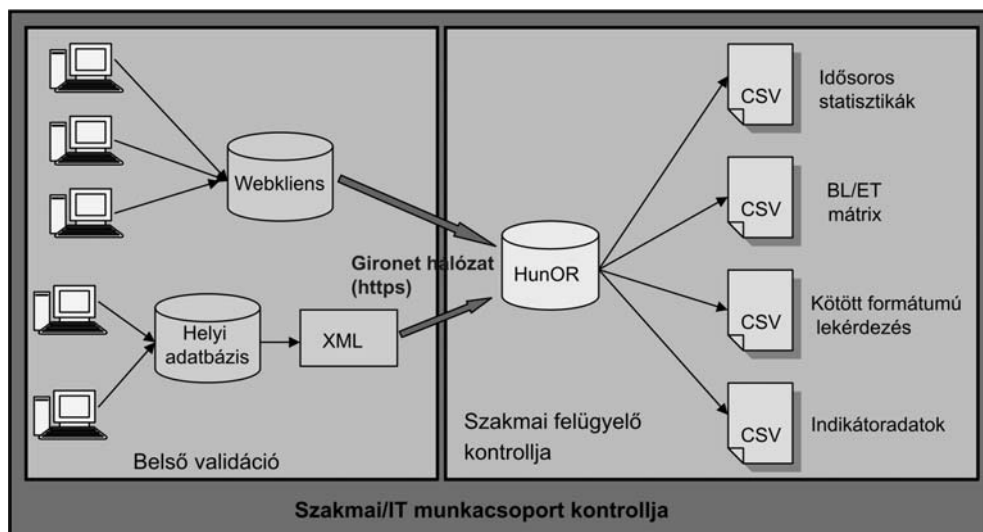 Webkliens
Helyi
adatbázis
XML
Gironet hálózat
(https)
Belső validáció
HunOR
CSV
Idősoros
statisztikák
CSV
BL/ET
mátrix
CSV
Kötött formátumú
lekérdezés
CSV
Indikátoradatok
Szakmai felügyelő
kontrollja
Szakmai/IT munkacsoport kontrollja